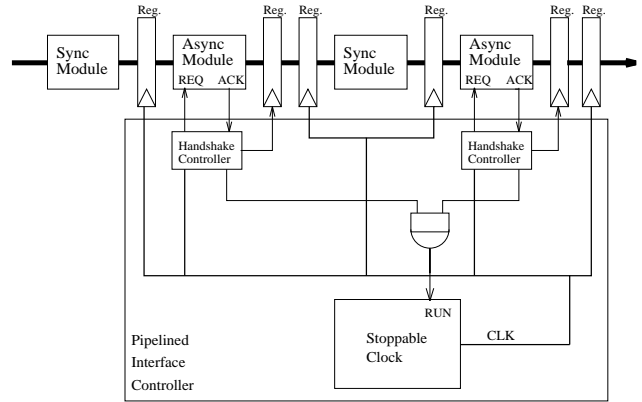 Reg.
Reg.
Reg.
Reg.
Reg.
Reg.
Sync
Module
Async
Module
REQ
ACK
Sync
Module
Async
Module
REQ
ACK
Handshake
Controller
Handshake
Controller
RUN
Stoppable
Clock
CLK
Pipelined
Interface
Controller